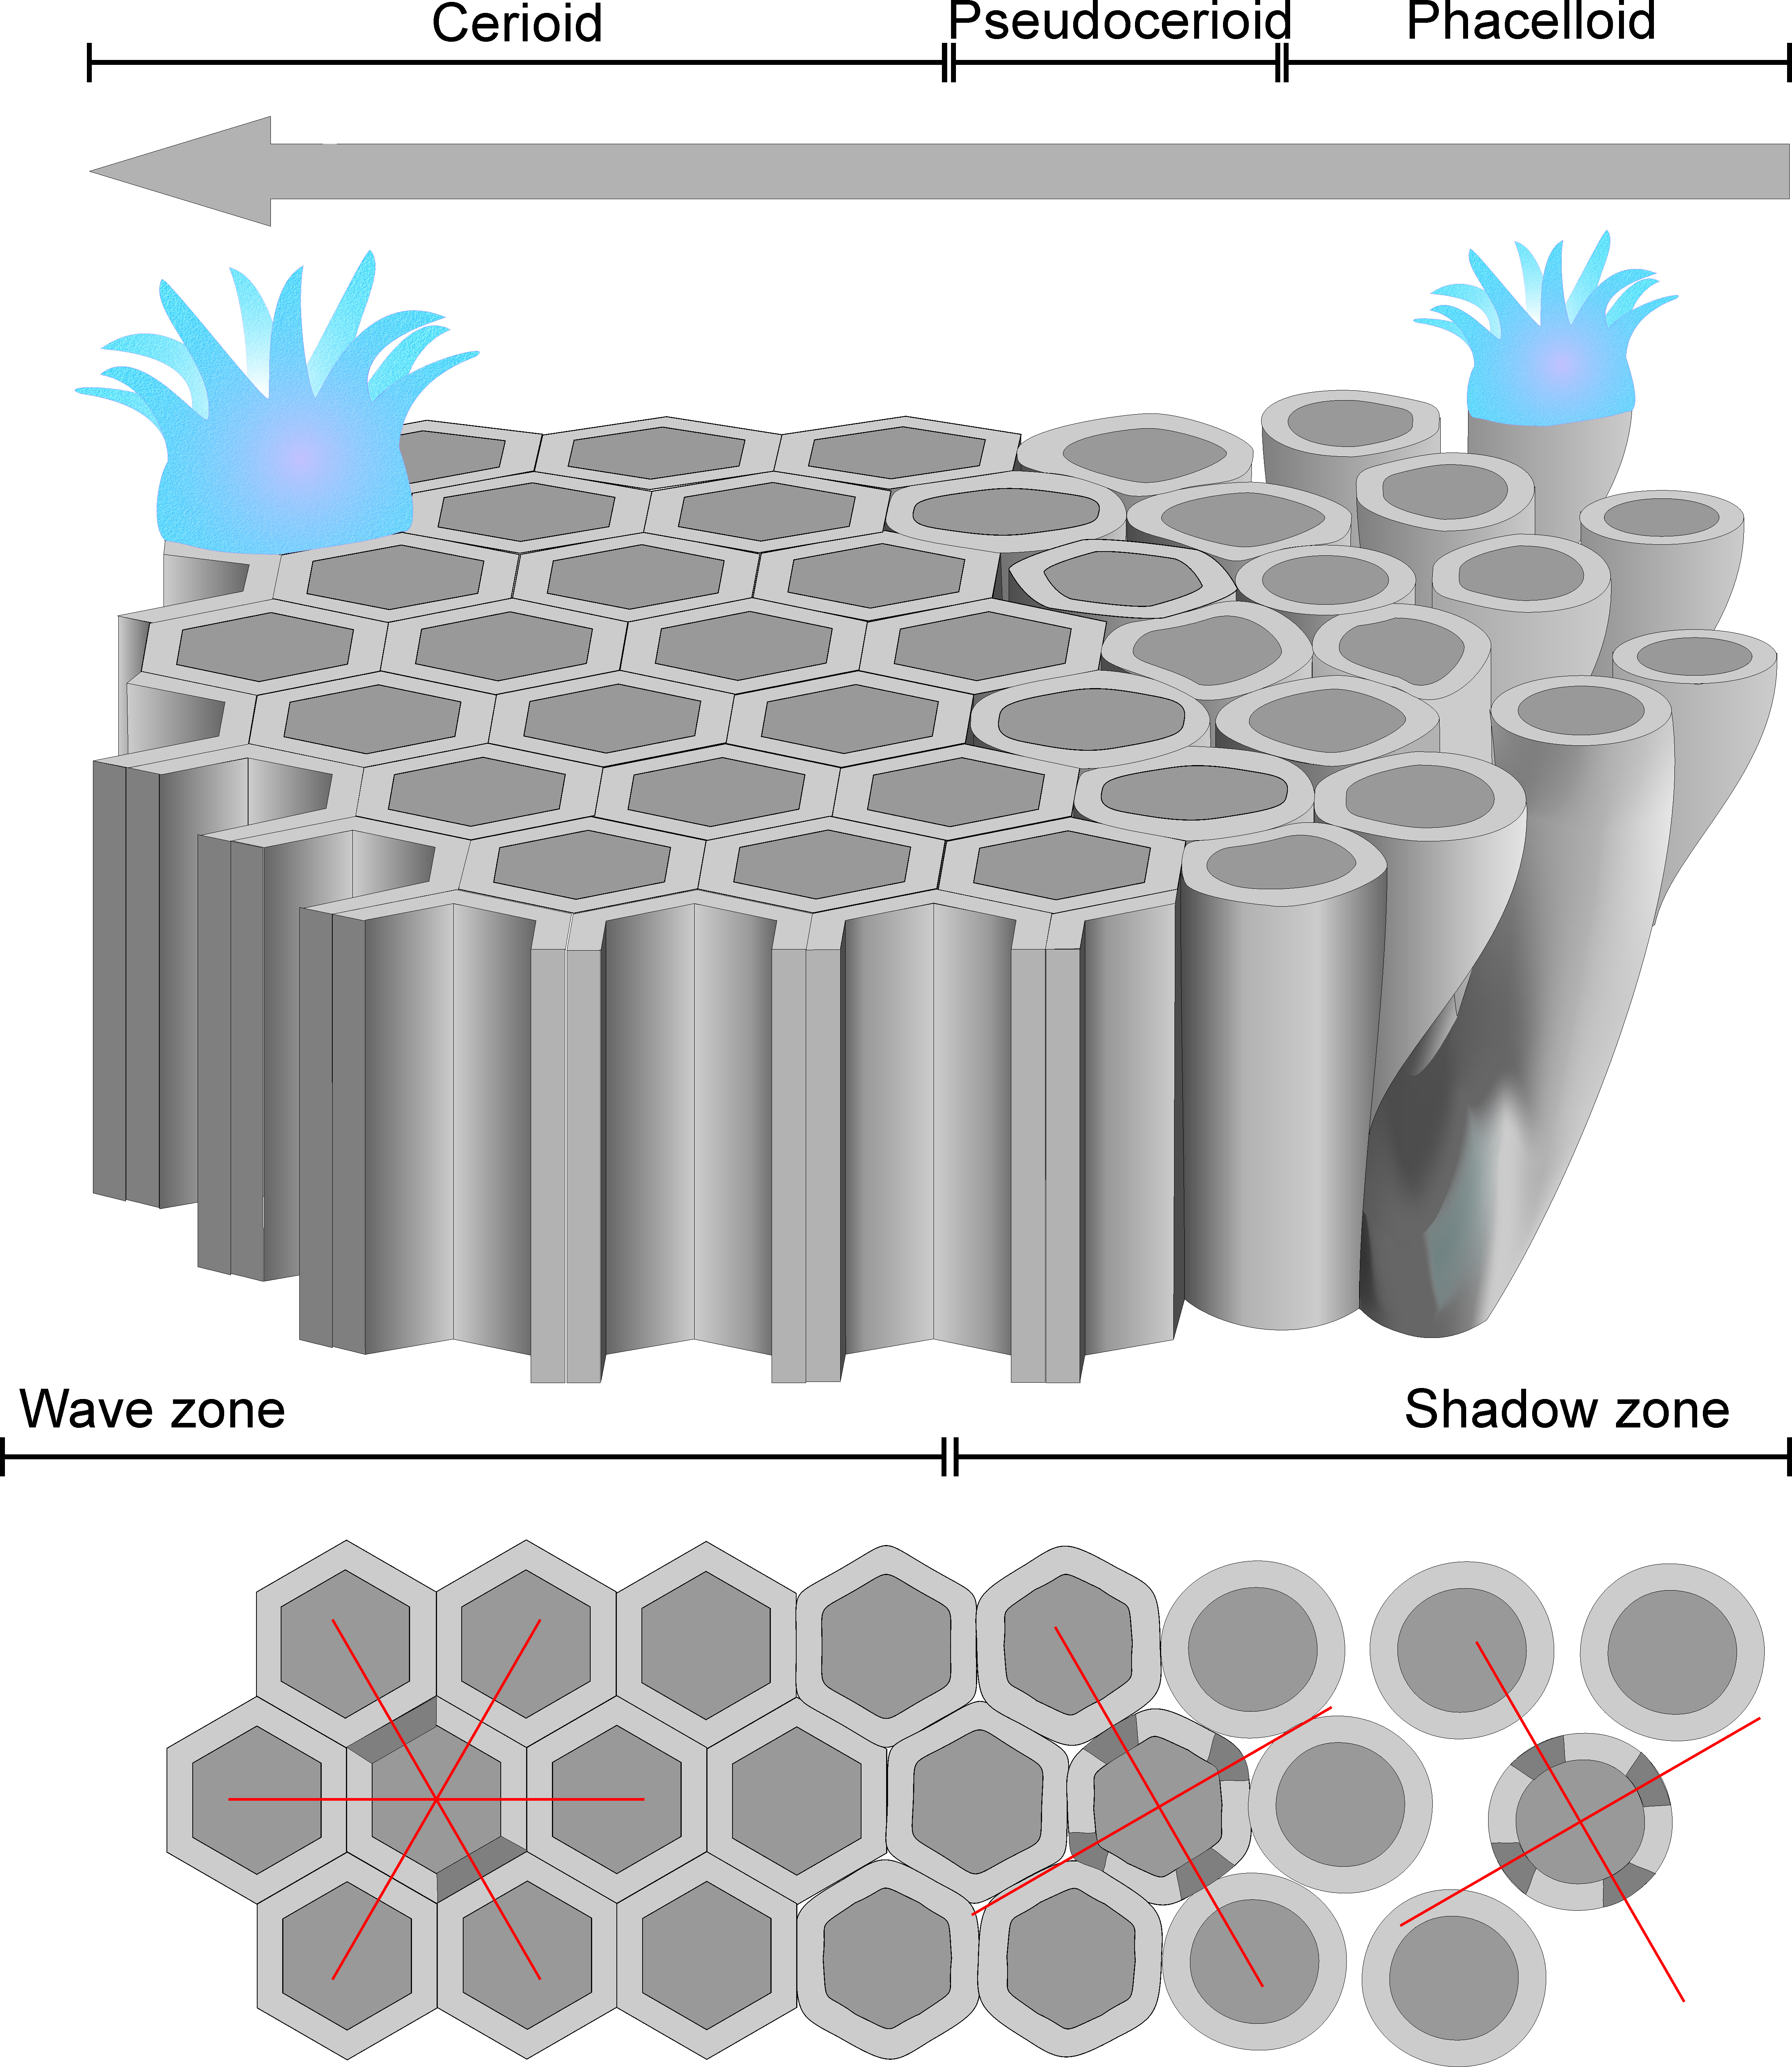 Cerioid
Pseudocerioid
Phacelloid
Wave zone
Shadow zone